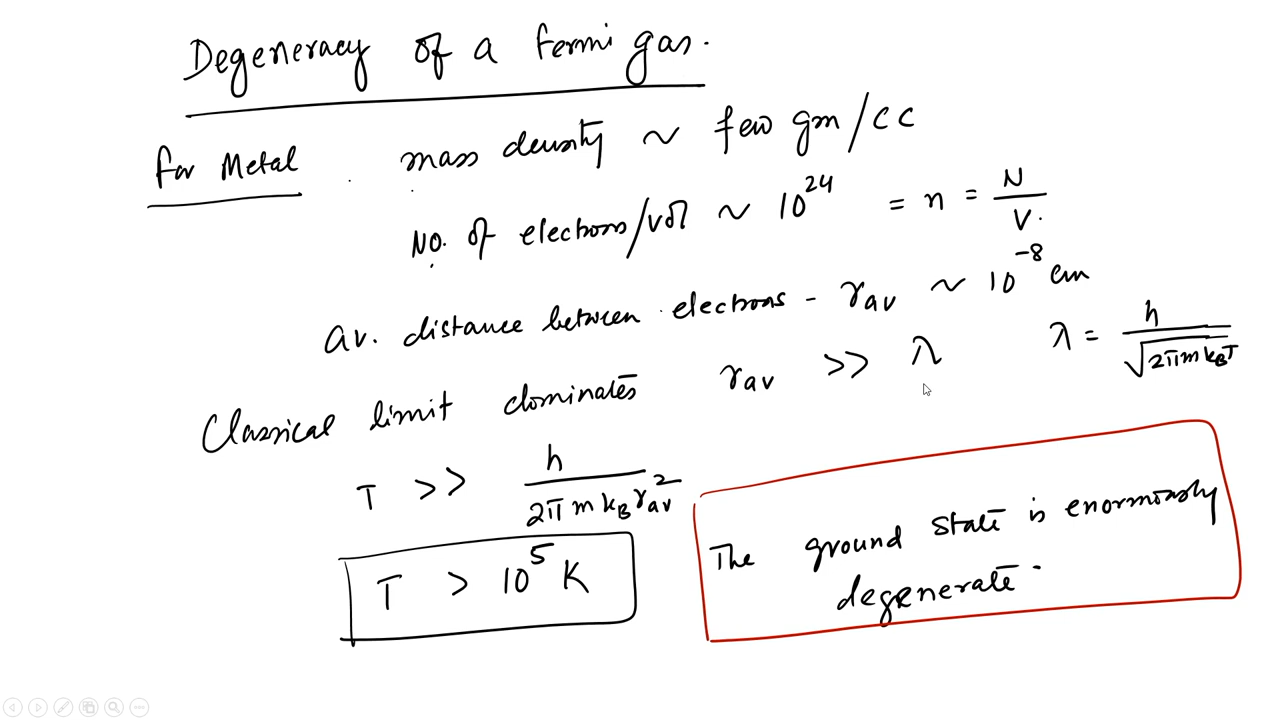 Degeneracy of a Fermi gas.
For Metal . mass density ~ few gm/cc
No. of electrons/vol ~ 10^24 = n = N/V.
av. distance between electrons - r_av ~ 10^-8 cm
Classical limit dominates r_av >> λ λ = h/√(2πmk_BT)
T >> h/(2πmk_B r_av^2)
T > 10^5 K
The ground state is enormously
degenerate.